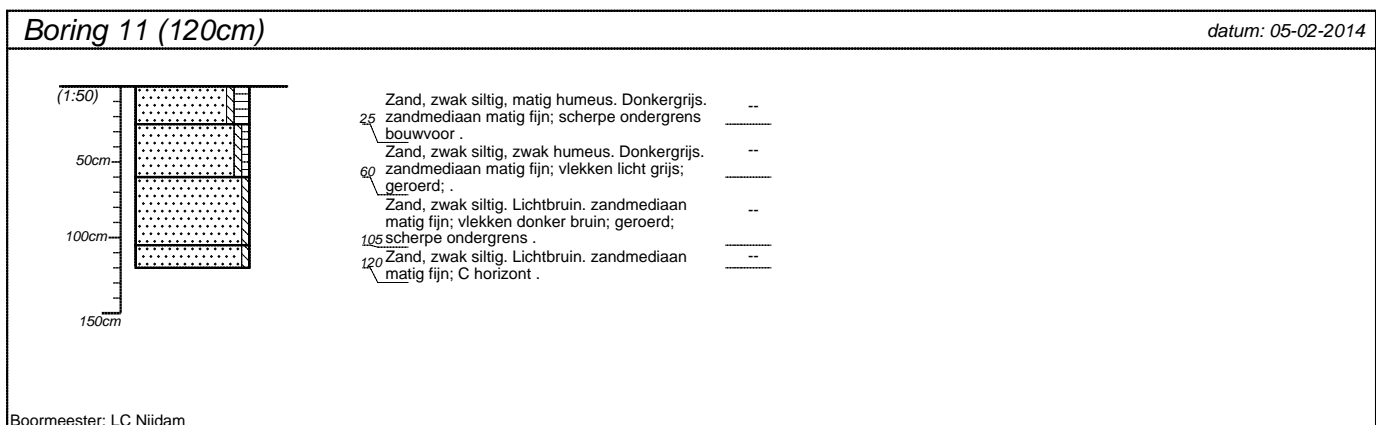 Boring 11 (120cm)
datum: 05-02-2014
(1:50)
50cm
100cm
150cm
Zand, zwak siltig, matig humeus. Donkergrijs.
25 zandmediaan matig fijn; scherpe ondergrens
bouwvoor .
--
Zand, zwak siltig, zwak humeus. Donkergrijs.
60 zandmediaan matig fijn; vlekken licht grijs;
geroerd; .
--
Zand, zwak siltig. Lichtbruin. zandmediaan
matig fijn; vlekken donker bruin; geroerd;
105 scherpe ondergrens .
--
120 Zand, zwak siltig. Lichtbruin. zandmediaan
matig fijn; C horizont .
--
Boormeester: LC Nijdam